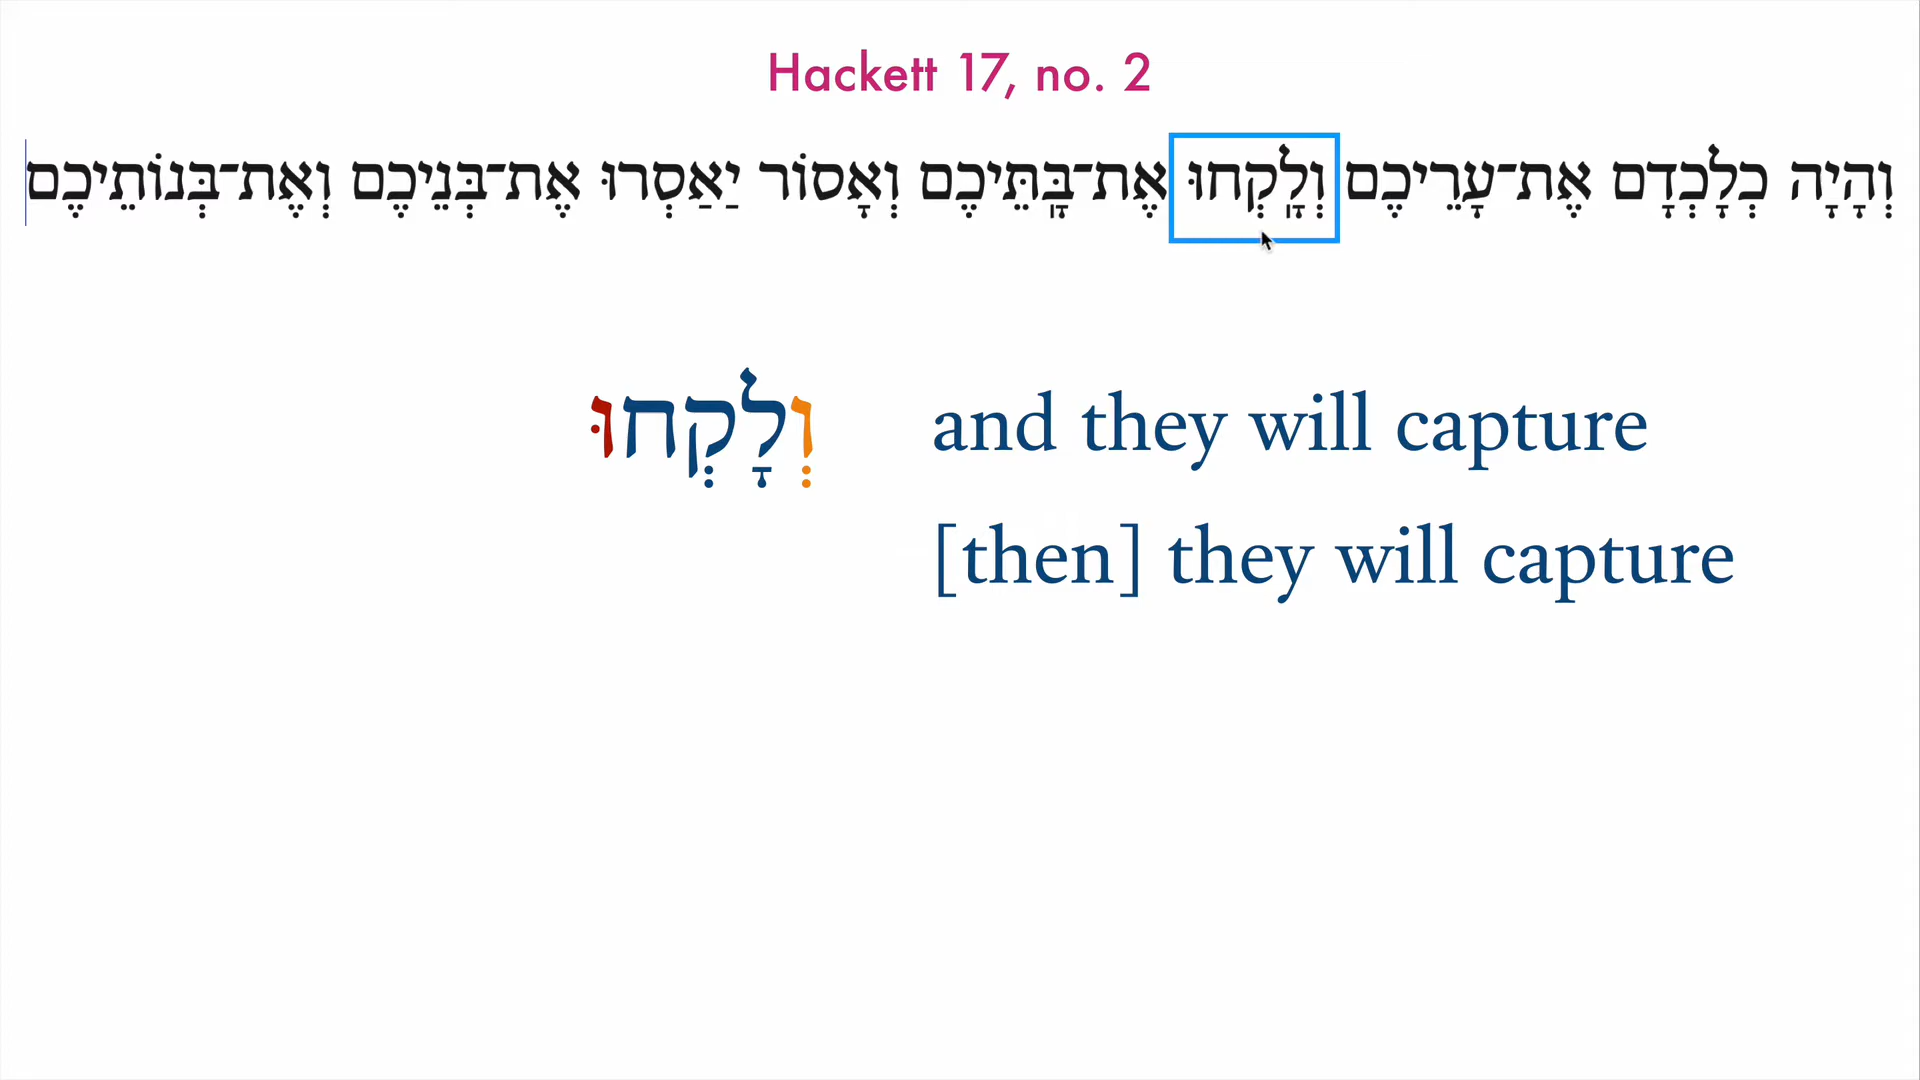 Hackett 17, no. 2
וְהָיָה כְּלָכְדָם אֶת־עָרֵיכֶם וְלָֽקְחוּ אֶת־בָּֽתֵּיכֶם וְאָסוֹר יַאַסְרוּ אֶת־בְּנֵיכֶם וְאֶת־בְּנוֹתֵיכֶם
וְלָקְחוּ and they will capture
[then] they will capture